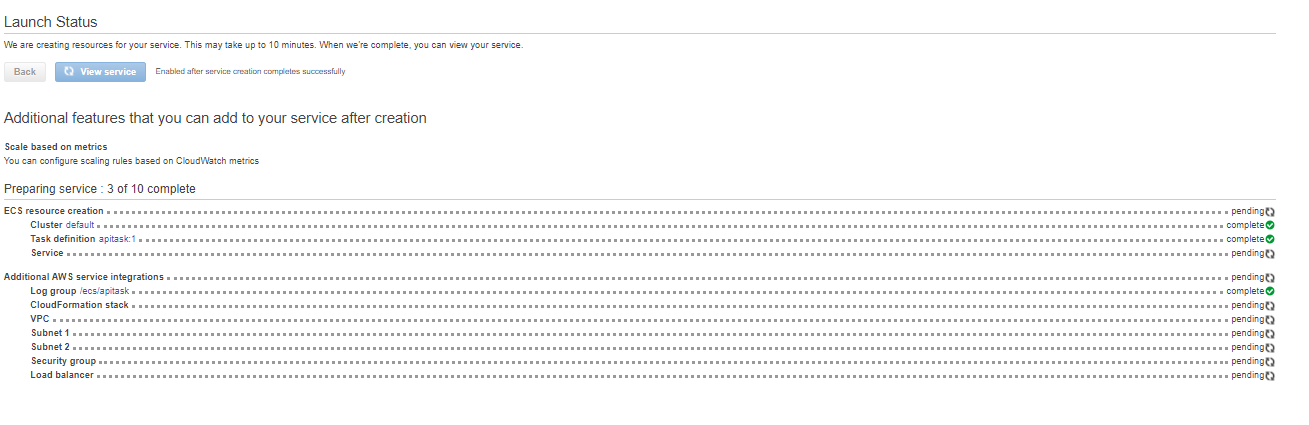 Launch Status
We are creating resources for your service. This may take up to 10 minutes. When we're complete, you can view your service.
Back View service Enabled after service creation completes successfully
Additional features that you can add to your service after creation
Scale based on metrics
You can configure scaling rules based on CloudWatch metrics
Preparing service : 3 of 10 complete
ECS resource creation pending
Cluster default complete
Task definition apitask:1 complete
Service pending
Additional AWS service integrations pending
Log group /ecs/apitask complete
CloudFormation stack pending
VPC pending
Subnet 1 pending
Subnet 2 pending
Security group pending
Load balancer pending